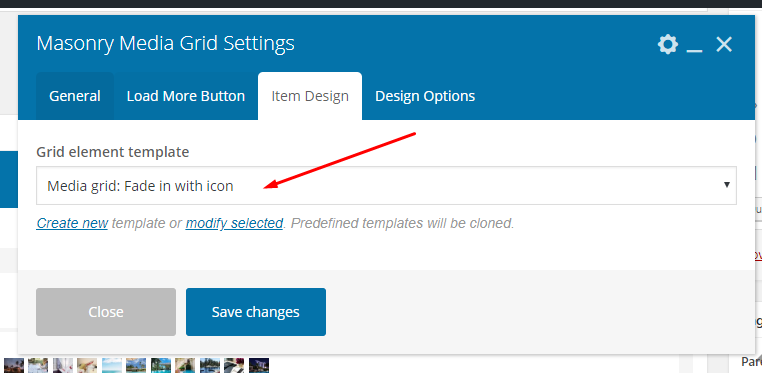 Masonry Media Grid Settings
General Load More Button Item Design Design Options
Grid element template
Media grid: Fade in with icon
Create new template or modify selected. Predefined templates will be cloned.
Close Save changes